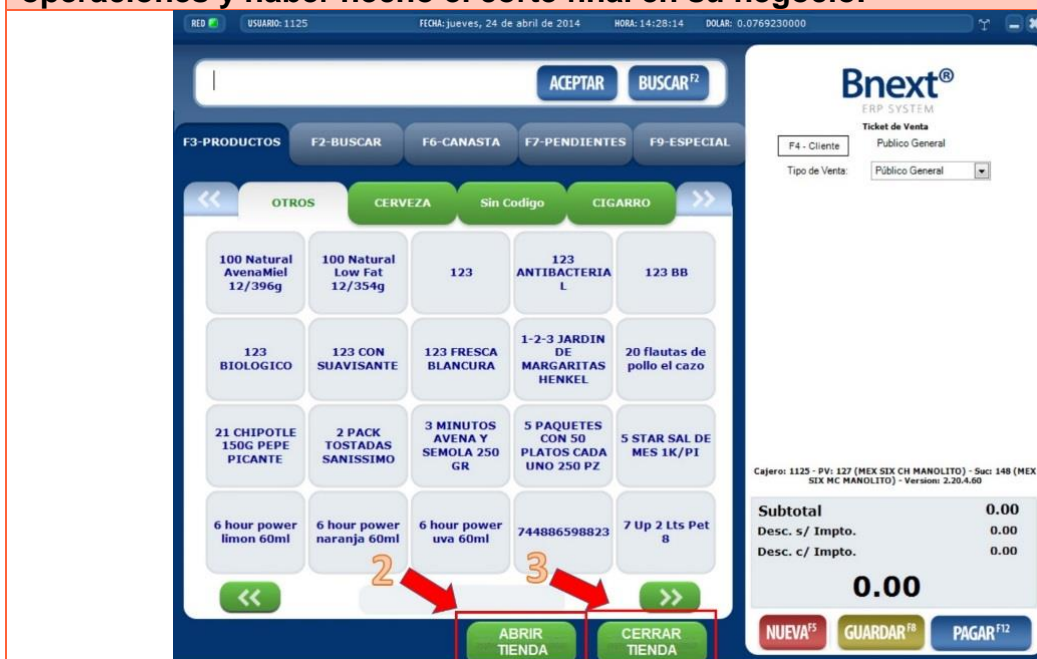 operaciones y haber hecho el corte final en su negocio.
RED USUARIO: 1125 FECHA: jueves, 24 de abril de 2014 HORA: 14:28:14 DOLAR: 0.0769230000
ACEPTAR BUSCAR F2
F3-PRODUCTOS F2-BUSCAR F6-CANASTA F7-PENDIENTES F9-ESPECIAL
<< OTROS CERVEZA Sin Codigo CIGARRO >>
100 Natural
AvenaMiel
12/396g
100 Natural
Low Fat
12/354g
123
123
ANTIBACTERIA
L
123 BB
123
BIOLOGICO
123 CON
SUAVISANTE
123 FRESCA
BLANCURA
1-2-3 JARDIN
DE
MARGARITAS
HENKEL
20 flautas de
pollo el cazo
21 CHIPOTLE
150G PEPE
PICANTE
2 PACK
TOSTADAS
SANISSIMO
3 MINUTOS
AVENA Y
SEMOLA 250
GR
5 PAQUETES
CON 50
PLATOS CADA
UNO 250 PZ
5 STAR SAL DE
MES 1K/PI
6 hour power
limon 60ml
6 hour power
naranja 60ml
6 hour power
uva 60ml
744886598823
7 Up 2 Lts Pet
8
<< >>
2
3
ABRIR
TIENDA
CERRAR
TIENDA
Bnext®
ERP SYSTEM
Ticket de Venta
F4 - Cliente Publico General
Tipo de Venta: Público General
Cajero: 1125 - PV: 127 (MEX SIX CH MANOLITO) - Suc: 148 (MEX
SIX MC MANOLITO) - Version: 2.20.4.60
Subtotal 0.00
Desc. s/ Impto. 0.00
Desc. c/ Impto. 0.00
0.00
NUEVA F5 GUARDAR F8 PAGAR F12